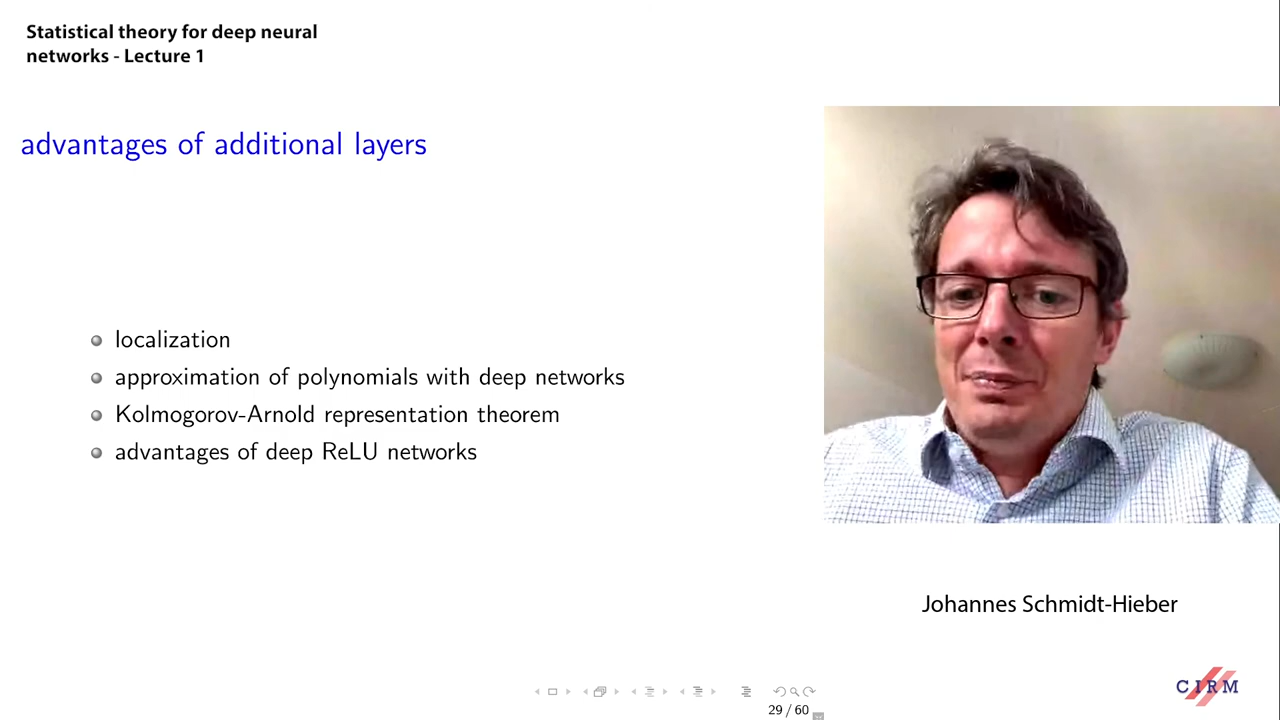 Statistical theory for deep neural
networks - Lecture 1
advantages of additional layers
localization
approximation of polynomials with deep networks
Kolmogorov-Arnold representation theorem
advantages of deep ReLU networks
Johannes Schmidt-Hieber
CIRM
29 / 60